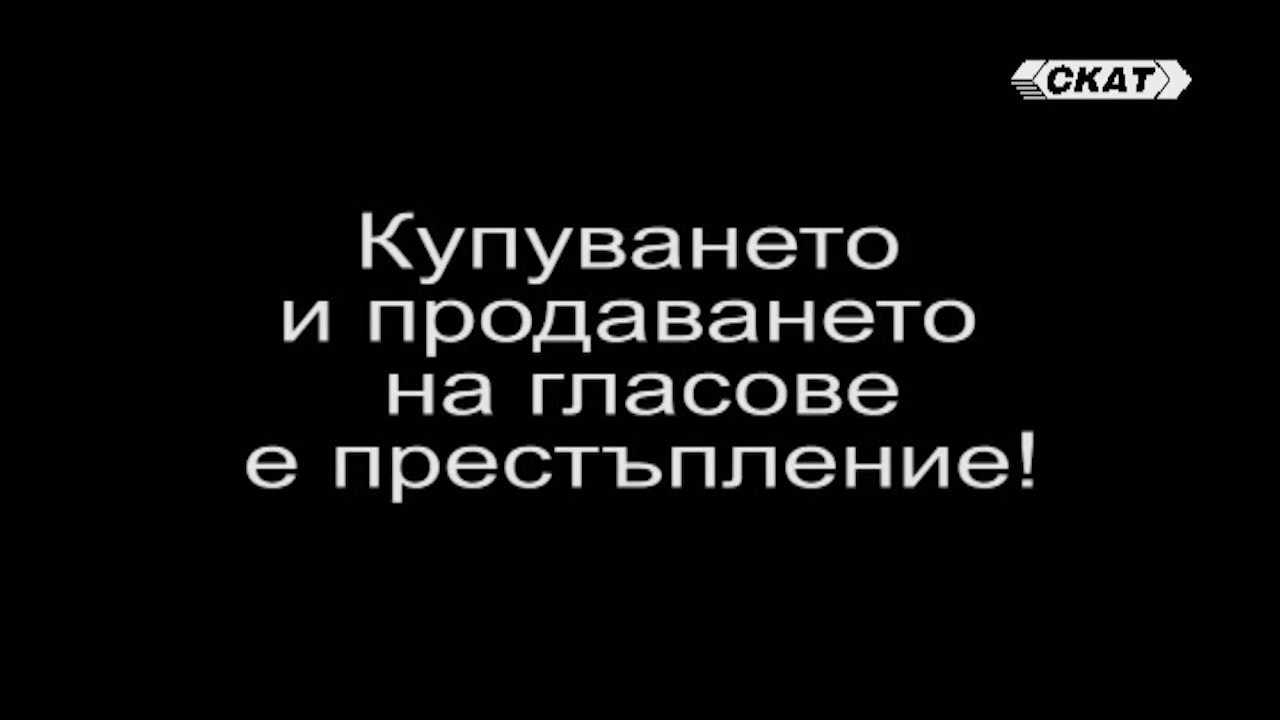 СКАТ
Купуването
и продаването
на гласове
е престъпление!